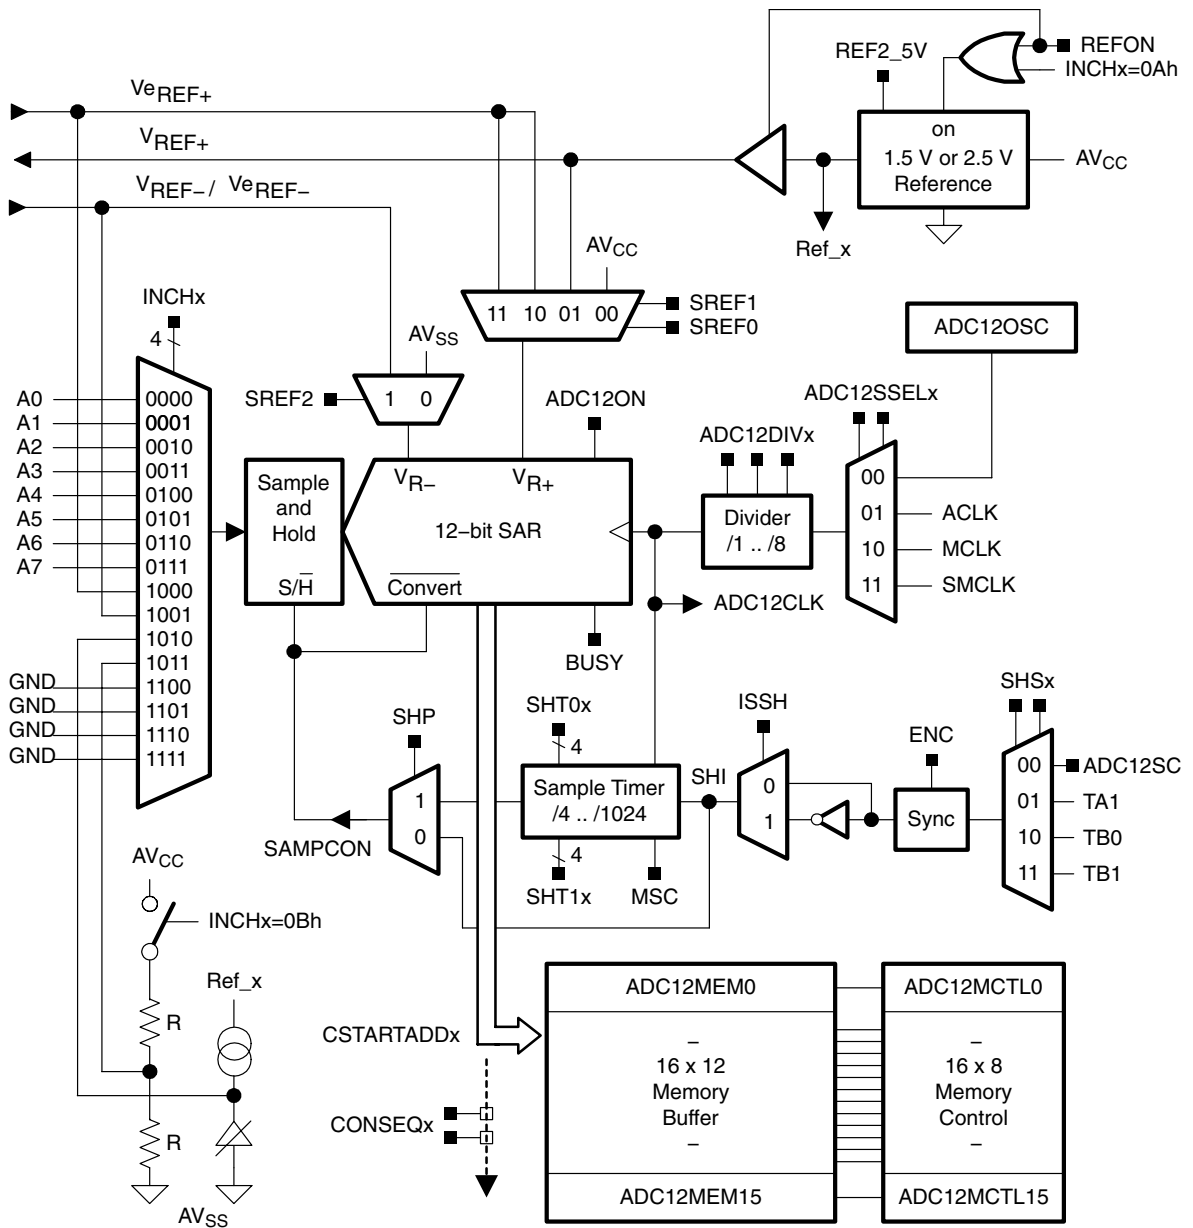 REF2_5V
REFON
INCHx=0Ah
VeREF+
VREF+
VREF− / VeREF−
on
1.5 V or 2.5 V
Reference
AVCC
Ref_x
AVCC
INCHx
4
11 10 01 00
SREF1
SREF0
AVSS
SREF2
1 0
ADC12ON
ADC12OSC
ADC12SSELx
ADC12DIVx
A0
A1
A2
A3
A4
A5
A6
A7
GND
GND
GND
GND
0000
0001
0010
0011
0100
0101
0110
0111
1000
1001
1010
1011
1100
1101
1110
1111
Sample
and
Hold
S/H
VR−
VR+
12−bit SAR
Convert
BUSY
Divider
/1 .. /8
00
01
10
11
ACLK
MCLK
SMCLK
ADC12CLK
SHP
1
0
SAMPCON
SHT0x
4
Sample Timer
/4 .. /1024
4
SHT1x
MSC
SHI
ISSH
0
1
ENC
Sync
SHSx
00
01
10
11
ADC12SC
TA1
TB0
TB1
AVCC
INCHx=0Bh
Ref_x
R
R
AVSS
CSTARTADDx
CONSEQx
ADC12MEM0
–
16 x 12
Memory
Buffer
–
ADC12MEM15
ADC12MCTL0
–
16 x 8
Memory
Control
–
ADC12MCTL15